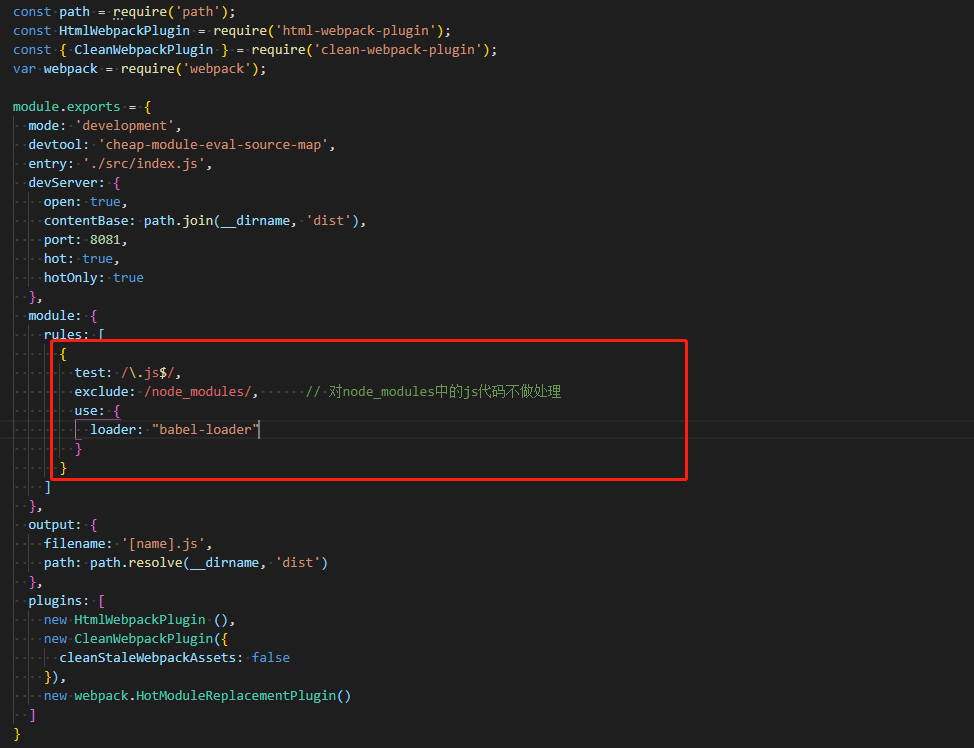 const path = require('path');
const HtmlWebpackPlugin = require('html-webpack-plugin');
const { CleanWebpackPlugin } = require('clean-webpack-plugin');
var webpack = require('webpack');
module.exports = {
mode: 'development',
devtool: 'cheap-module-eval-source-map',
entry: './src/index.js',
devServer: {
open: true,
contentBase: path.join(__dirname, 'dist'),
port: 8081,
hot: true,
hotOnly: true
},
module: {
rules: [
{
test: /\.js$/,
exclude: /node_modules/, // 对node_modules中的js代码不做处理
use: {
loader: "babel-loader"
}
}
]
},
output: {
filename: '[name].js',
path: path.resolve(__dirname, 'dist')
},
plugins: [
new HtmlWebpackPlugin (),
new CleanWebpackPlugin({
cleanStaleWebpackAssets: false
}),
new webpack.HotModuleReplacementPlugin()
]
}